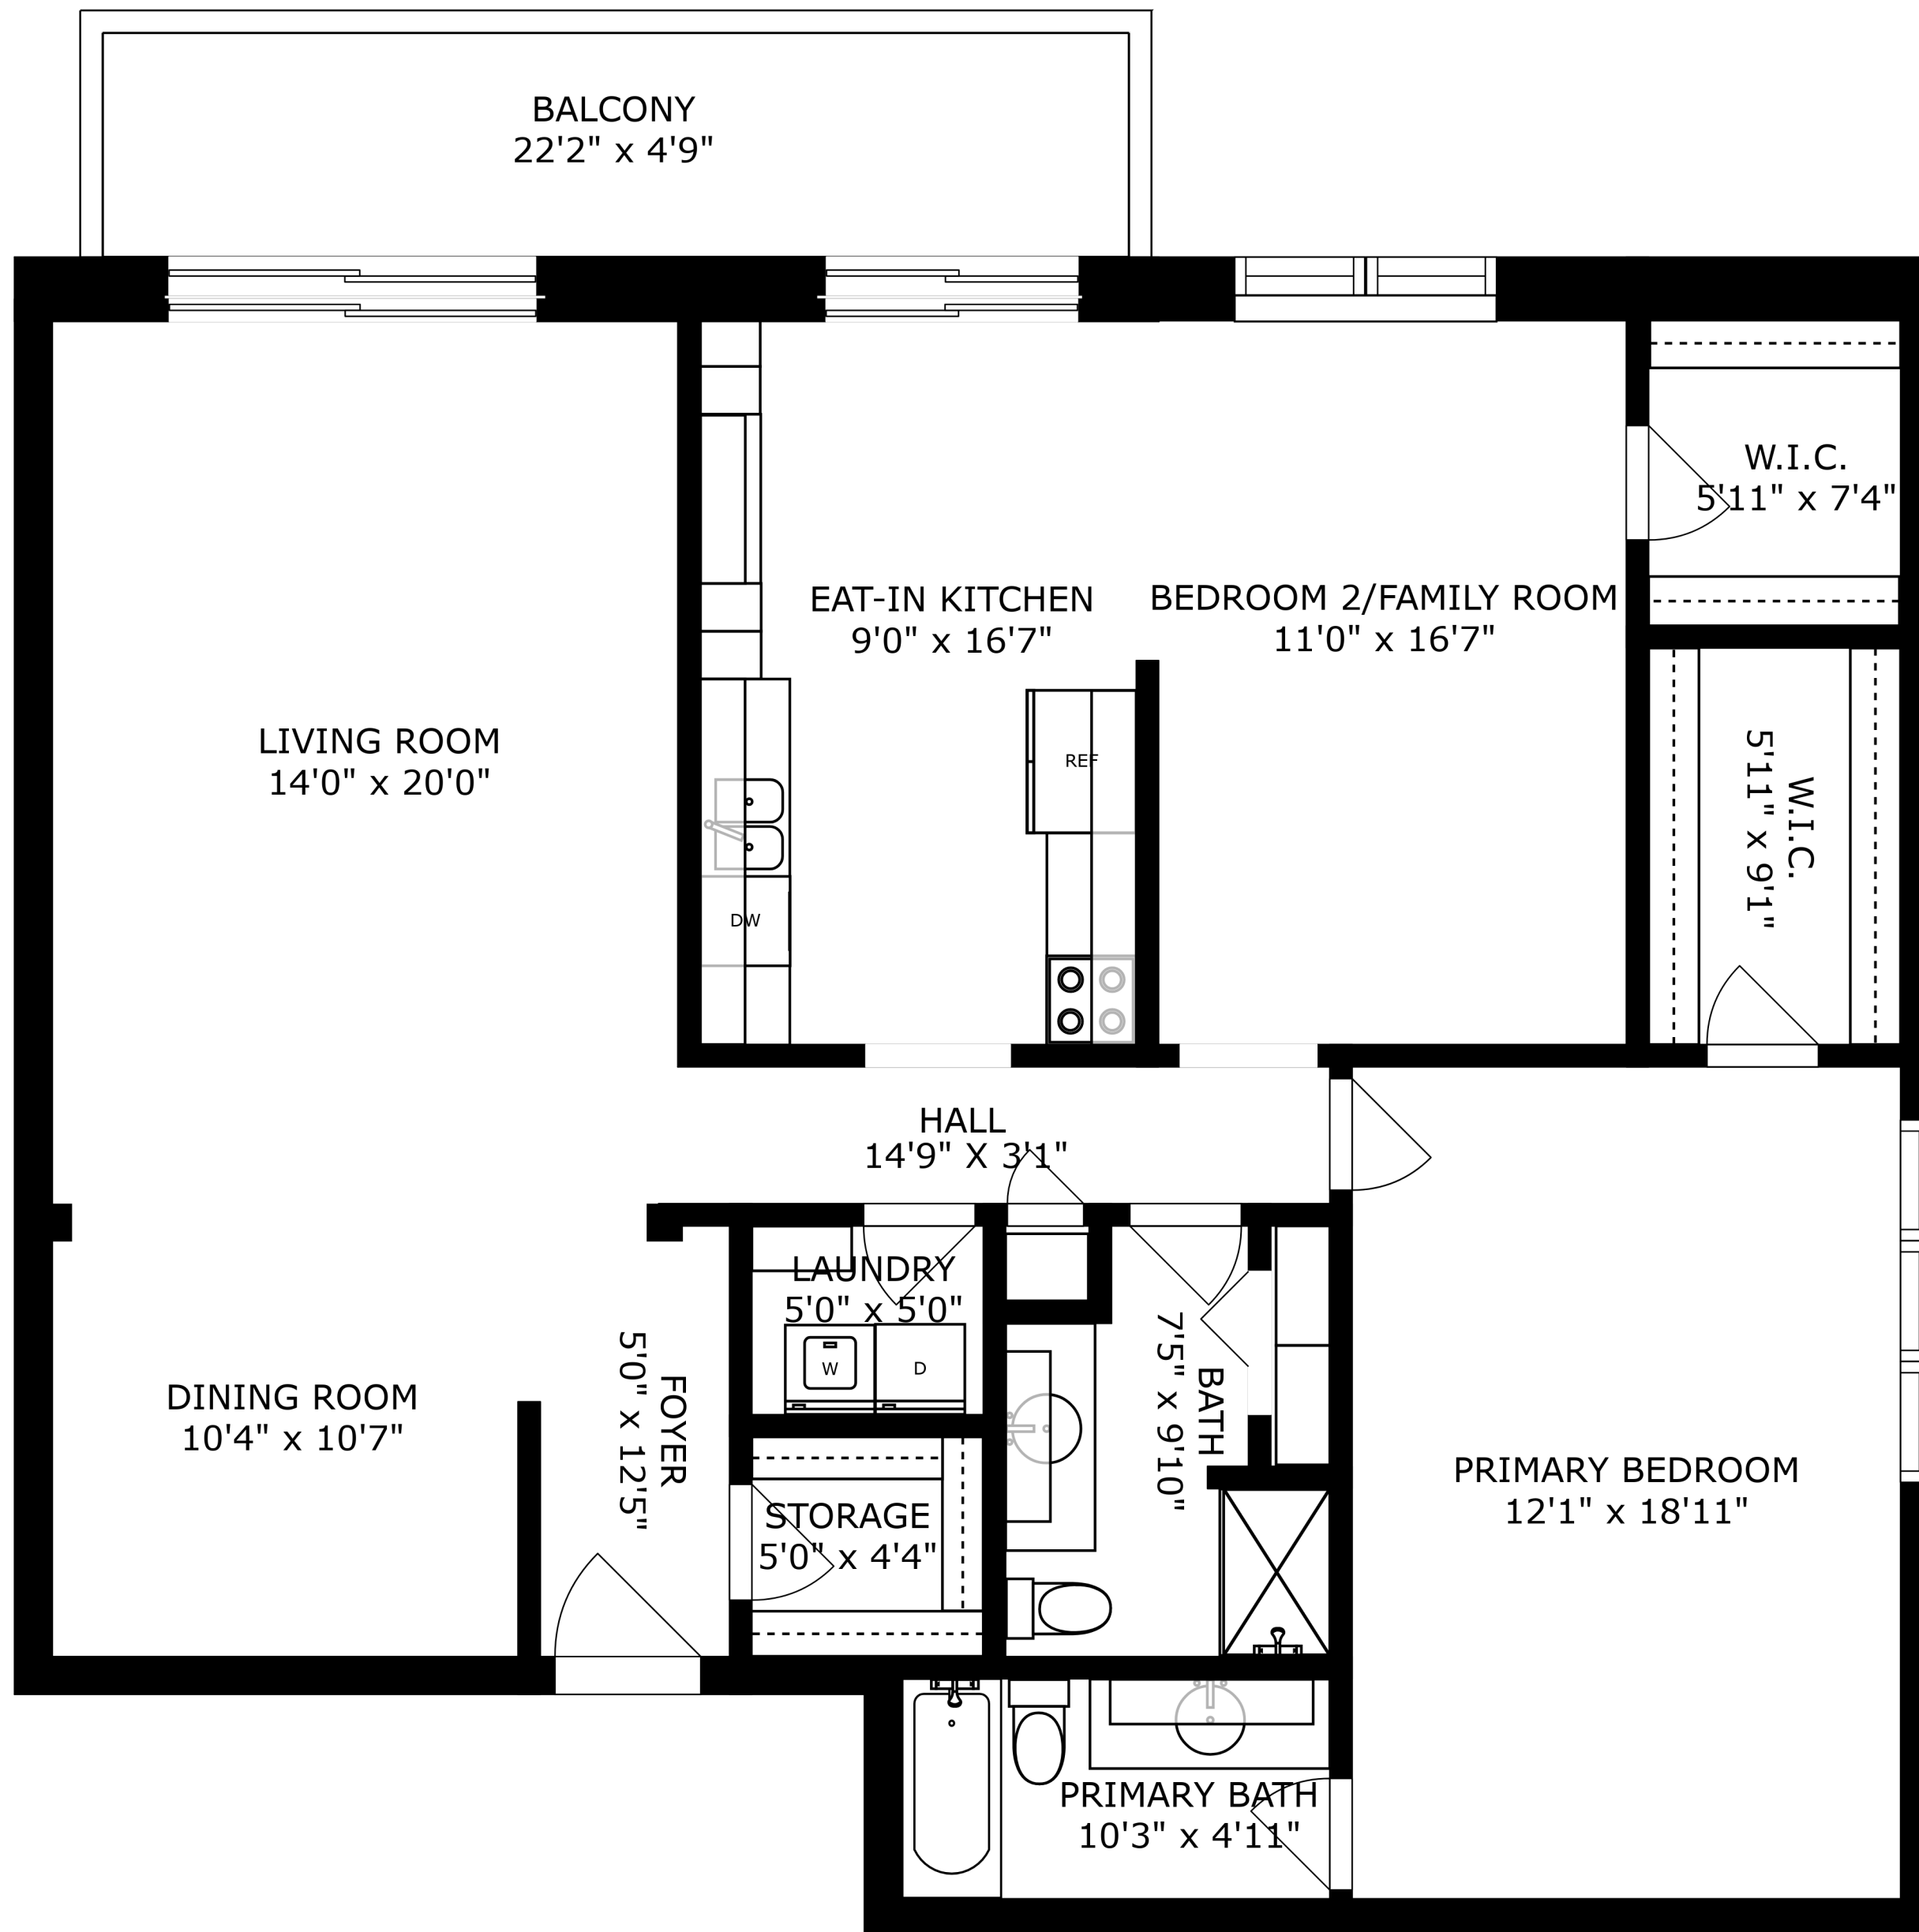 BALCONY
22'2" x 4'9"
W.I.C.
5'11" x 7'4"
EAT-IN KITCHEN
9'0" x 16'7"
BEDROOM 2/FAMILY ROOM
11'0" x 16'7"
LIVING ROOM
14'0" x 20'0"
REF
W.I.C.
5'11" x 9'1"
DW
HALL
14'9" X 3'1"
LAUNDRY
5'0" x 5'0"
W
D
DINING ROOM
10'4" x 10'7"
FOYER
5'0" x 12'5"
BATH
7'5" x 9'10"
PRIMARY BEDROOM
12'1" x 18'11"
STORAGE
5'0" x 4'4"
PRIMARY BATH
10'3" x 4'11"